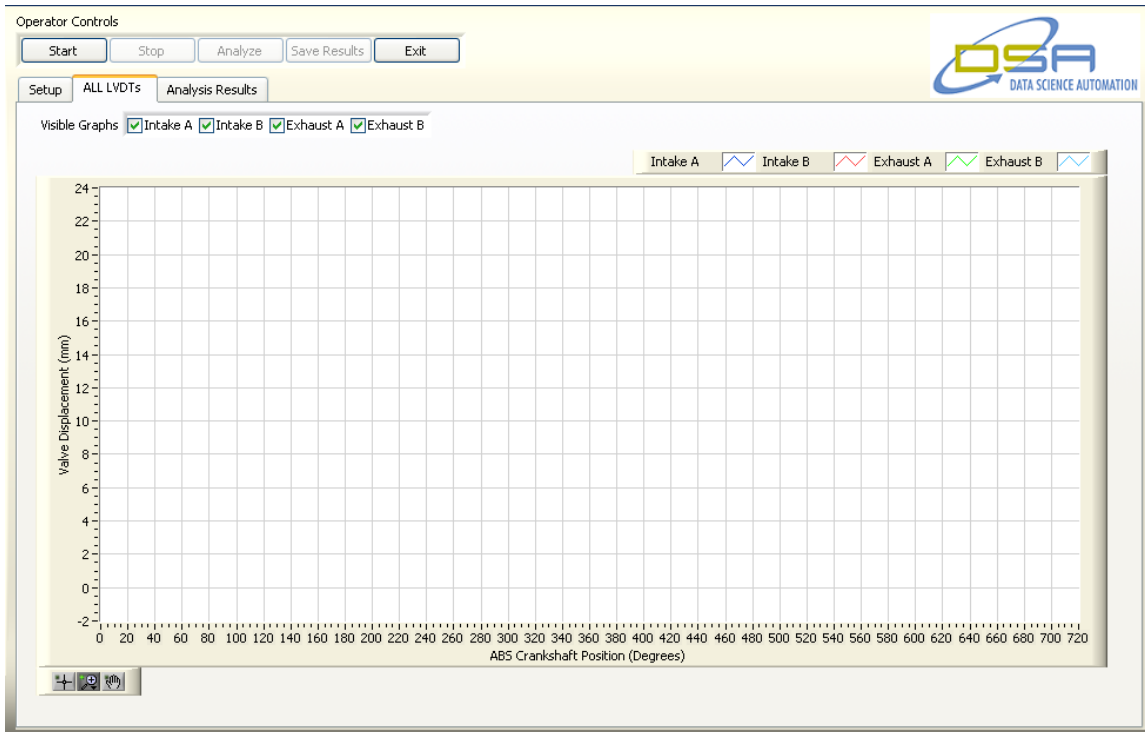 Operator Controls
Start Stop Analyze Save Results Exit
DSA
DATA SCIENCE AUTOMATION
Setup ALL LVDTs Analysis Results
Visible Graphs Intake A Intake B Exhaust A Exhaust B
Intake A Intake B Exhaust A Exhaust B
24
22
20
18
16
14
12
10
8
6
4
2
0
-2
Valve Displacement (mm)
0 20 40 60 80 100 120 140 160 180 200 220 240 260 280 300 320 340 360 380 400 420 440 460 480 500 520 540 560 580 600 620 640 660 680 700 720
ABS Crankshaft Position (Degrees)